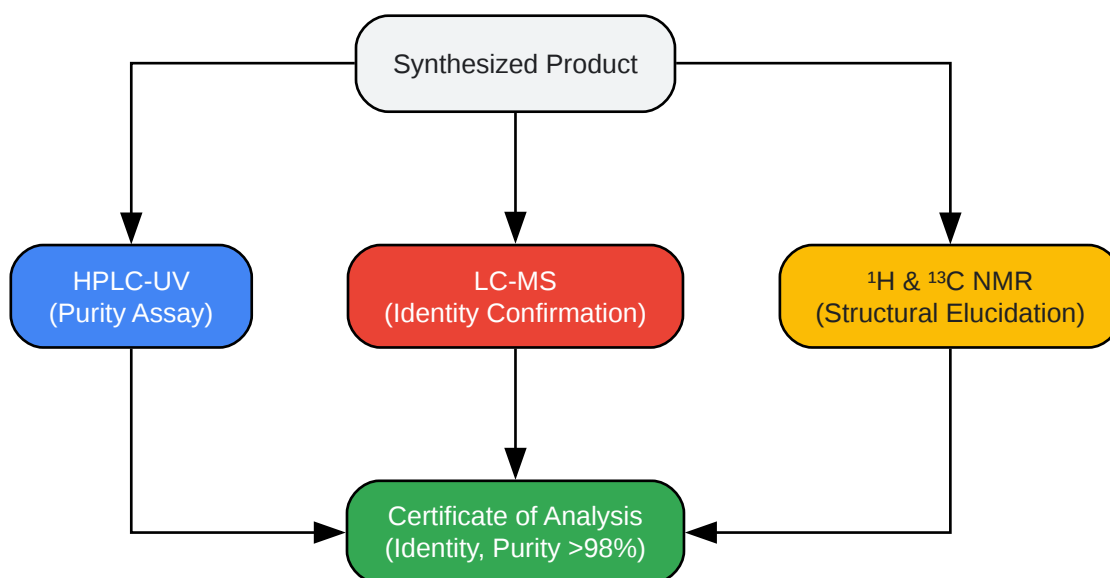 Synthesized Product
HPLC-UV
(Purity Assay)
LC-MS
(Identity Confirmation)
¹H & ¹³C NMR
(Structural Elucidation)
Certificate of Analysis
(Identity, Purity >98%)